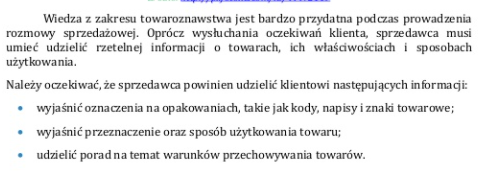 Wiedza z zakresu towaroznawstwa jest bardzo przydatna podczas prowadzenia
rozmowy sprzedażowej. Oprócz wysłuchania oczekiwań klienta, sprzedawca musi
umieć udzielić rzetelnej informacji o towarach, ich właściwościach i sposobach
użytkowania.
Należy oczekiwać, że sprzedawca powinien udzielić klientowi następujących informacji:
• wyjaśnić oznaczenia na opakowaniach, takie jak kody, napisy i znaki towarowe;
• wyjaśnić przeznaczenie oraz sposób użytkowania towaru;
• udzielić porad na temat warunków przechowywania towarów.